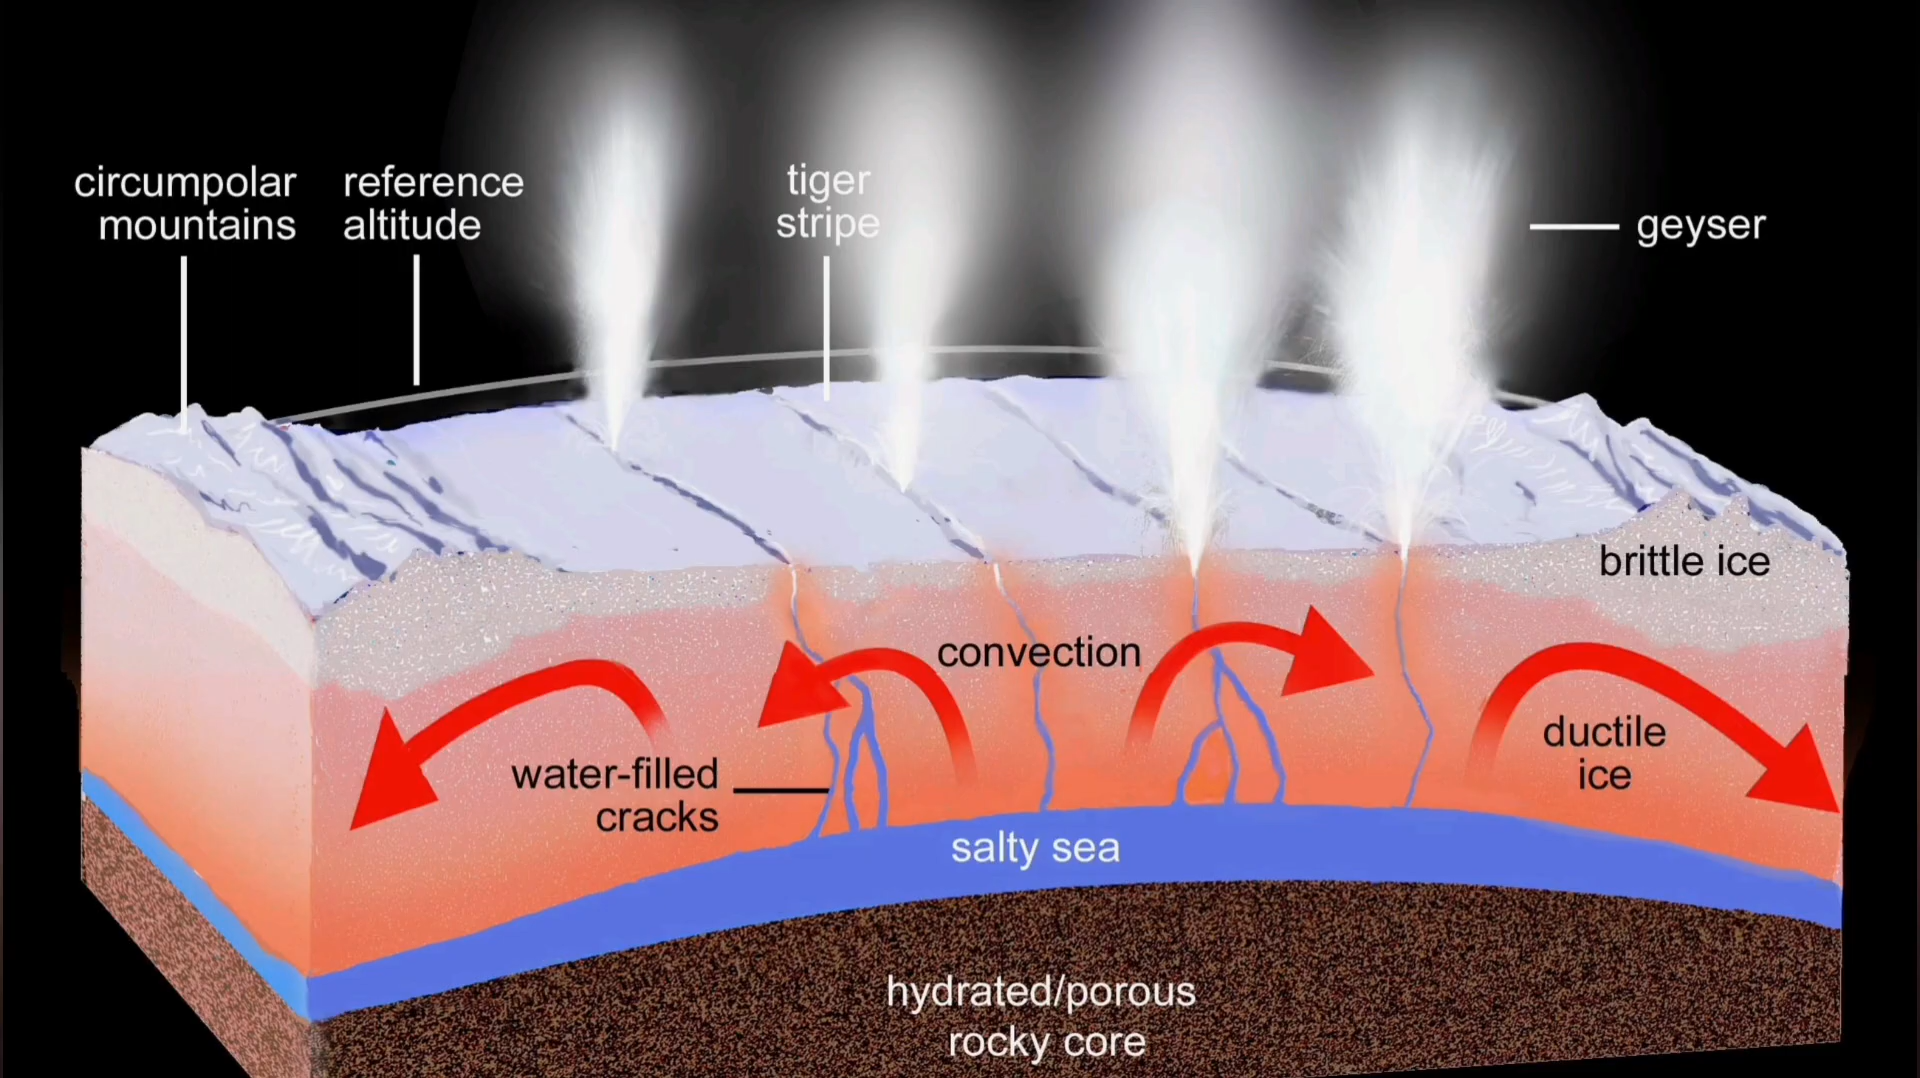 circumpolar
mountains
reference
altitude
tiger
stripe
geyser
brittle ice
convection
ductile
ice
water-filled
cracks
salty sea
hydrated/porous
rocky core